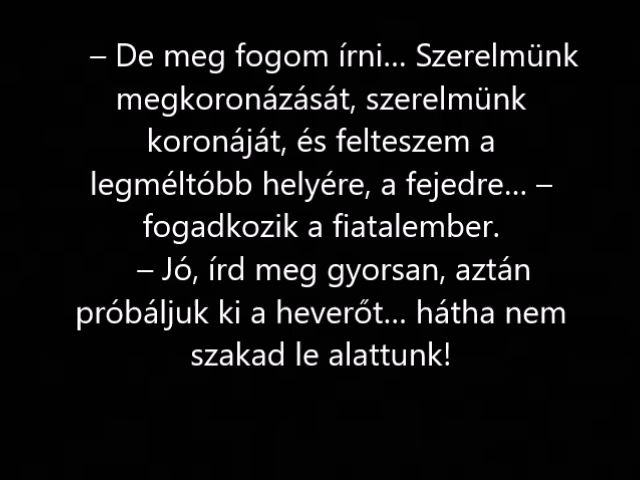 – De meg fogom írni... Szerelmünk
megkoronázását, szerelmünk
koronáját, és felteszem a
legméltóbb helyére, a fejedre... –
fogadkozik a fiatalember.
– Jó, írd meg gyorsan, aztán
próbáljuk ki a heverőt... hátha nem
szakad le alattunk!